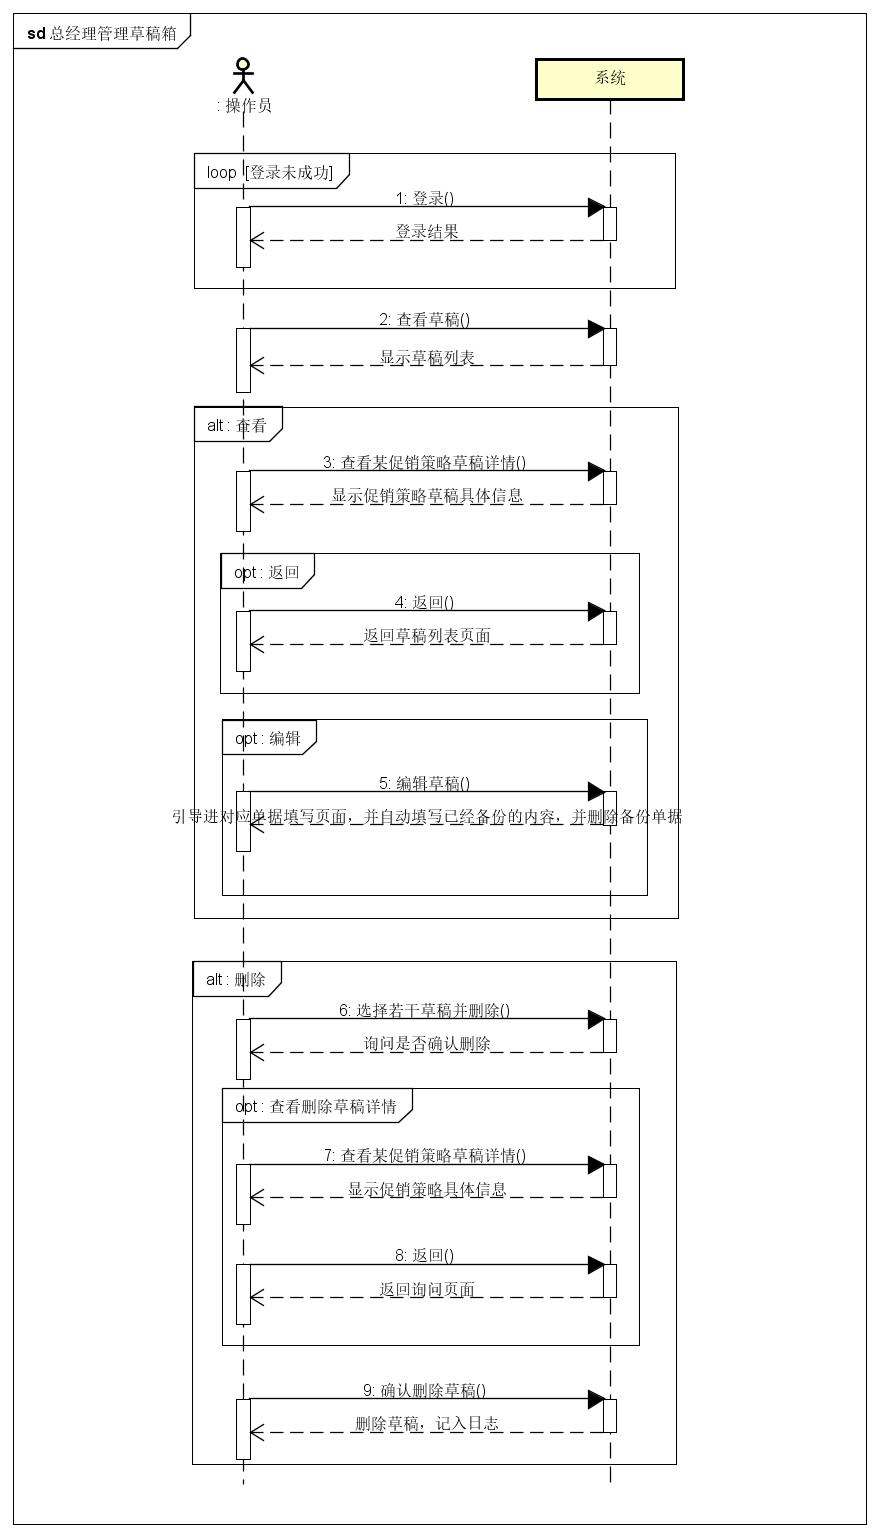 sd 总经理管理草稿箱
: 操作员
系统
loop [登录未成功]
1: 登录()
登录结果
2: 查看草稿()
显示草稿列表
alt : 查看
3: 查看某促销策略草稿详情()
显示促销策略草稿具体信息
opt : 返回
4: 返回()
返回草稿列表页面
opt : 编辑
5: 编辑草稿()
引导进对应单据填写页面，并自动填写已经备份的内容，并删除备份单据
alt : 删除
6: 选择若干草稿并删除()
询问是否确认删除
opt : 查看删除草稿详情
7: 查看某促销策略草稿详情()
显示促销策略具体信息
8: 返回()
返回询问页面
9: 确认删除草稿()
删除草稿，记入日志